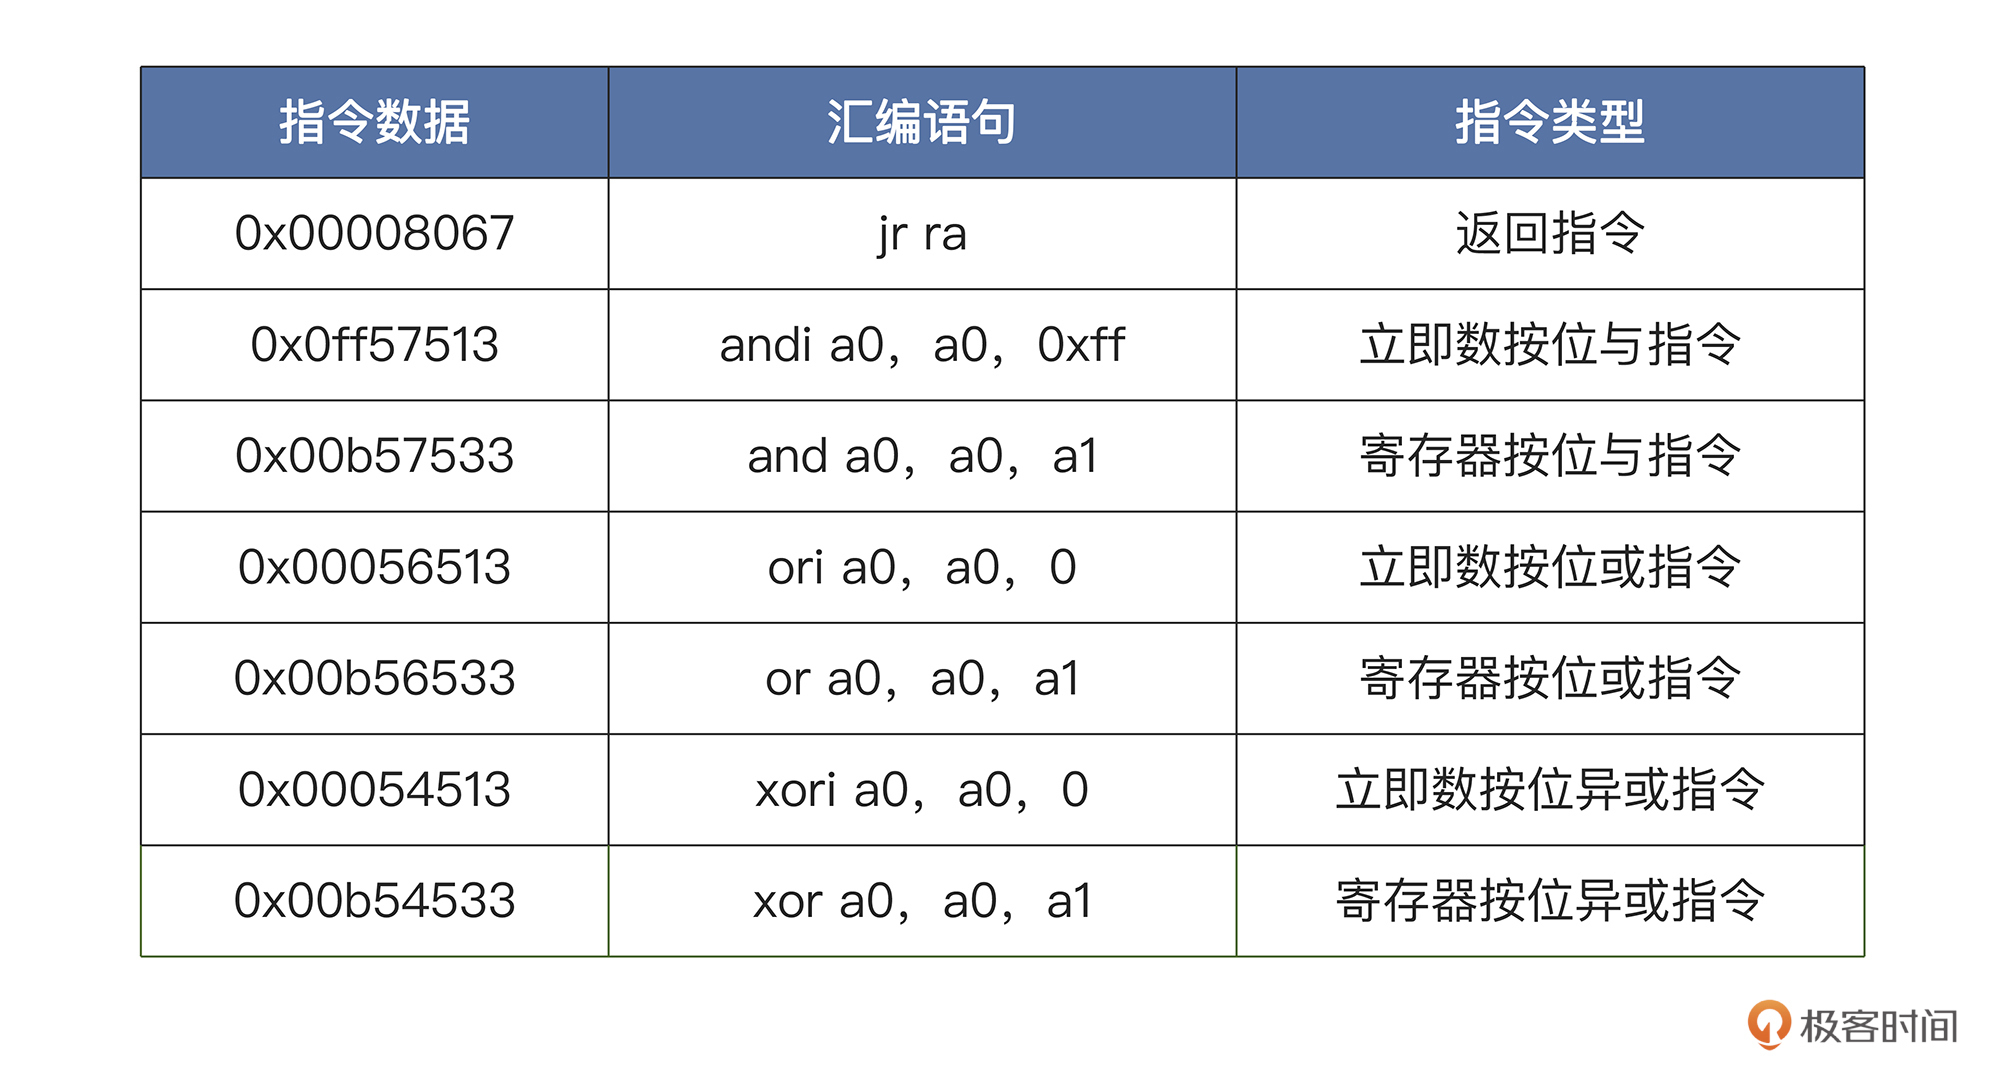 指令数据 汇编语句 指令类型
0x00008067 jr ra 返回指令
0x0ff57513 andi a0，a0，0xff 立即数按位与指令
0x00b57533 and a0，a0，a1 寄存器按位与指令
0x00056513 ori a0，a0，0 立即数按位或指令
0x00b56533 or a0，a0，a1 寄存器按位或指令
0x00054513 xori a0，a0，0 立即数按位异或指令
0x00b54533 xor a0，a0，a1 寄存器按位异或指令
极客时间